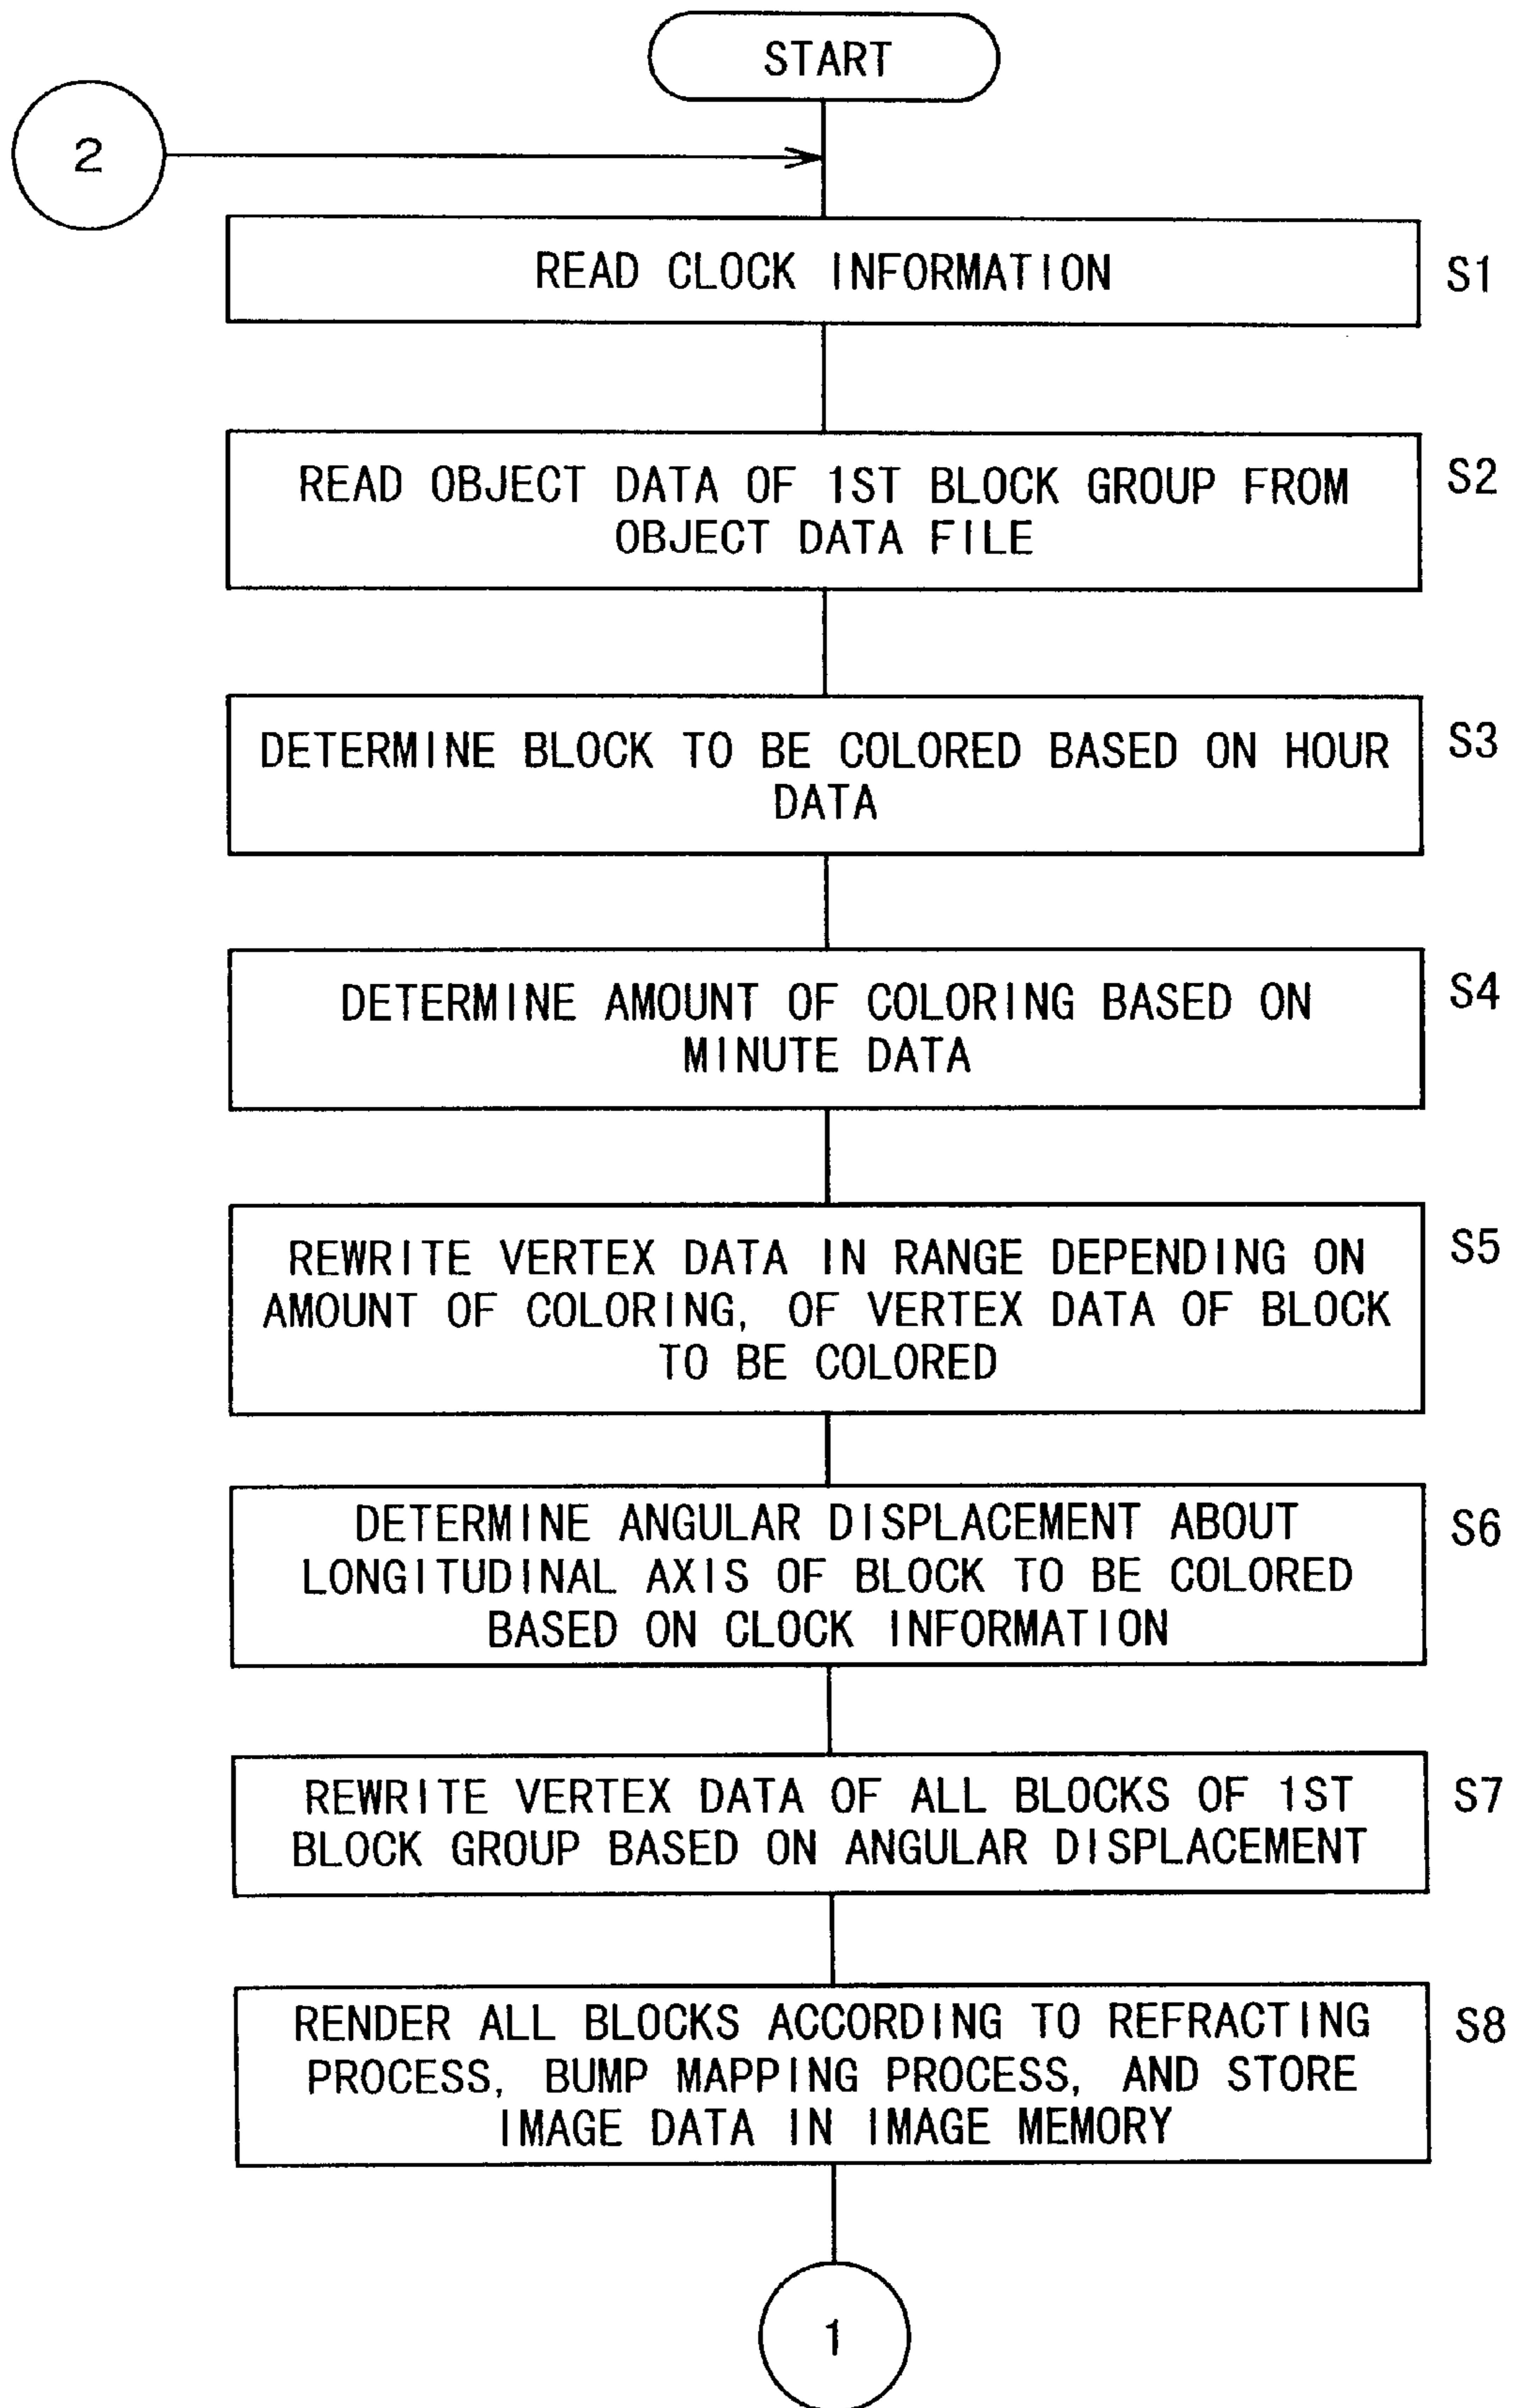 START
2
READ CLOCK INFORMATION
S1
READ OBJECT DATA OF 1ST BLOCK GROUP FROM
OBJECT DATA FILE
S2
DETERMINE BLOCK TO BE COLORED BASED ON HOUR
DATA
S3
DETERMINE AMOUNT OF COLORING BASED ON
MINUTE DATA
S4
REWRITE VERTEX DATA IN RANGE DEPENDING ON
AMOUNT OF COLORING, OF VERTEX DATA OF BLOCK
TO BE COLORED
S5
DETERMINE ANGULAR DISPLACEMENT ABOUT
LONGITUDINAL AXIS OF BLOCK TO BE COLORED
BASED ON CLOCK INFORMATION
S6
REWRITE VERTEX DATA OF ALL BLOCKS OF 1ST
BLOCK GROUP BASED ON ANGULAR DISPLACEMENT
S7
RENDER ALL BLOCKS ACCORDING TO REFRACTING
PROCESS, BUMP MAPPING PROCESS, AND STORE
IMAGE DATA IN IMAGE MEMORY
S8
1